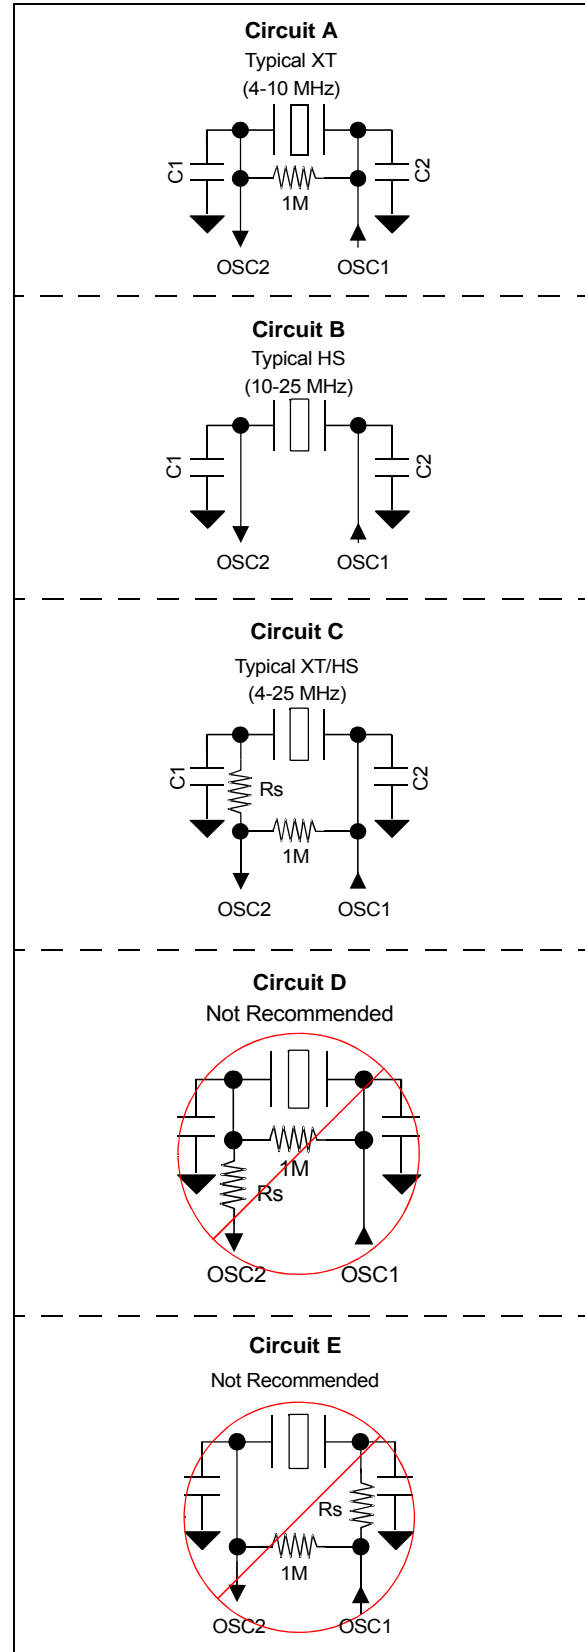 Circuit A
Typical XT
(4-10 MHz)
C1
C2
1M
OSC2 OSC1
Circuit B
Typical HS
(10-25 MHz)
C1
C2
OSC2 OSC1
Circuit C
Typical XT/HS
(4-25 MHz)
C1
Rs
C2
1M
OSC2 OSC1
Circuit D
Not Recommended
1M
Rs
OSC2 OSC1
Circuit E
Not Recommended
Rs
1M
OSC2 OSC1